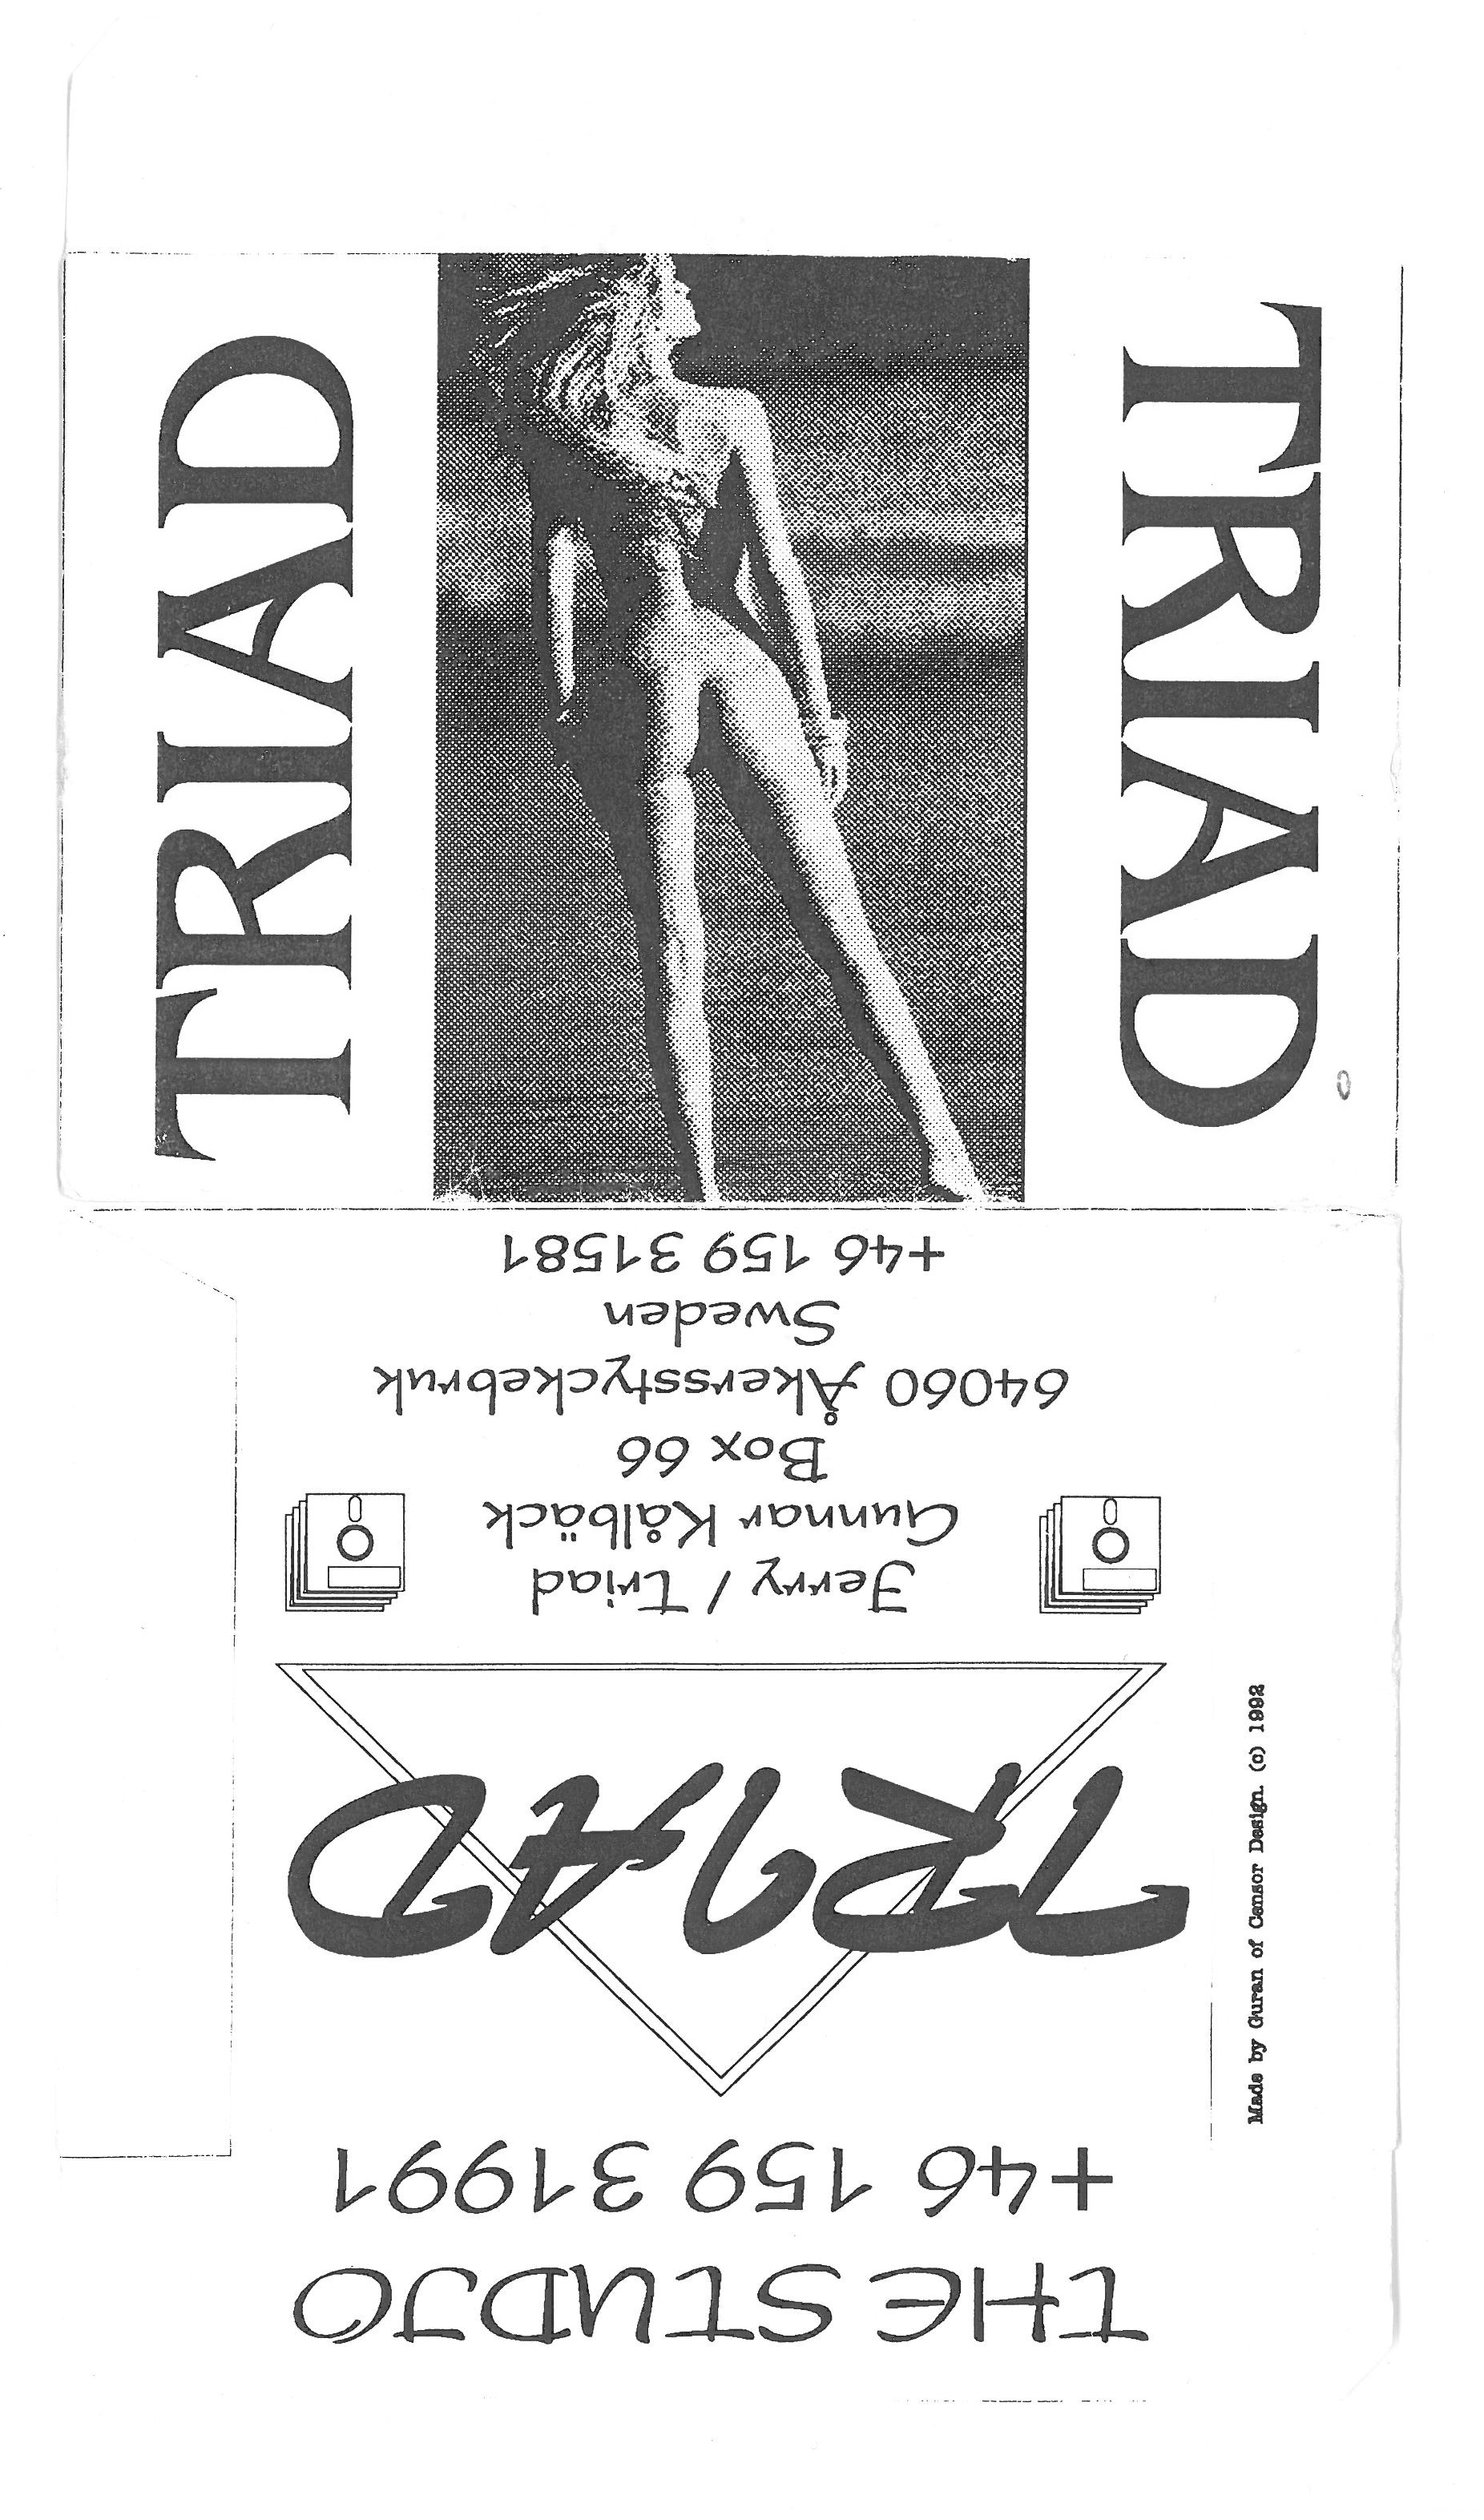 TRIAD
TRIAD
THE STUDIO
+46 159 31991
TRIAD
Jerry / Triad
Gunnar Kålbäck
Box 66
64060 Åkersstyckebruk
Sweden
+46 159 31581
Made by Guran of Censor Design. (c) 1992